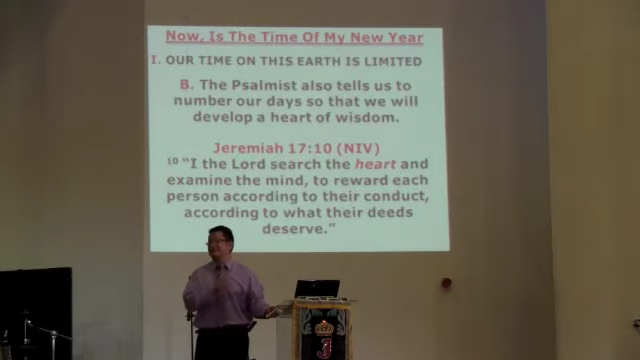 Now, Is The Time Of My New Year
I. OUR TIME ON THIS EARTH IS LIMITED
B. The Psalmist also tells us to
number our days so that we will
develop a heart of wisdom.
Jeremiah 17:10 (NIV)
10 “I the Lord search the heart and
examine the mind, to reward each
person according to their conduct,
according to what their deeds
deserve.”
J